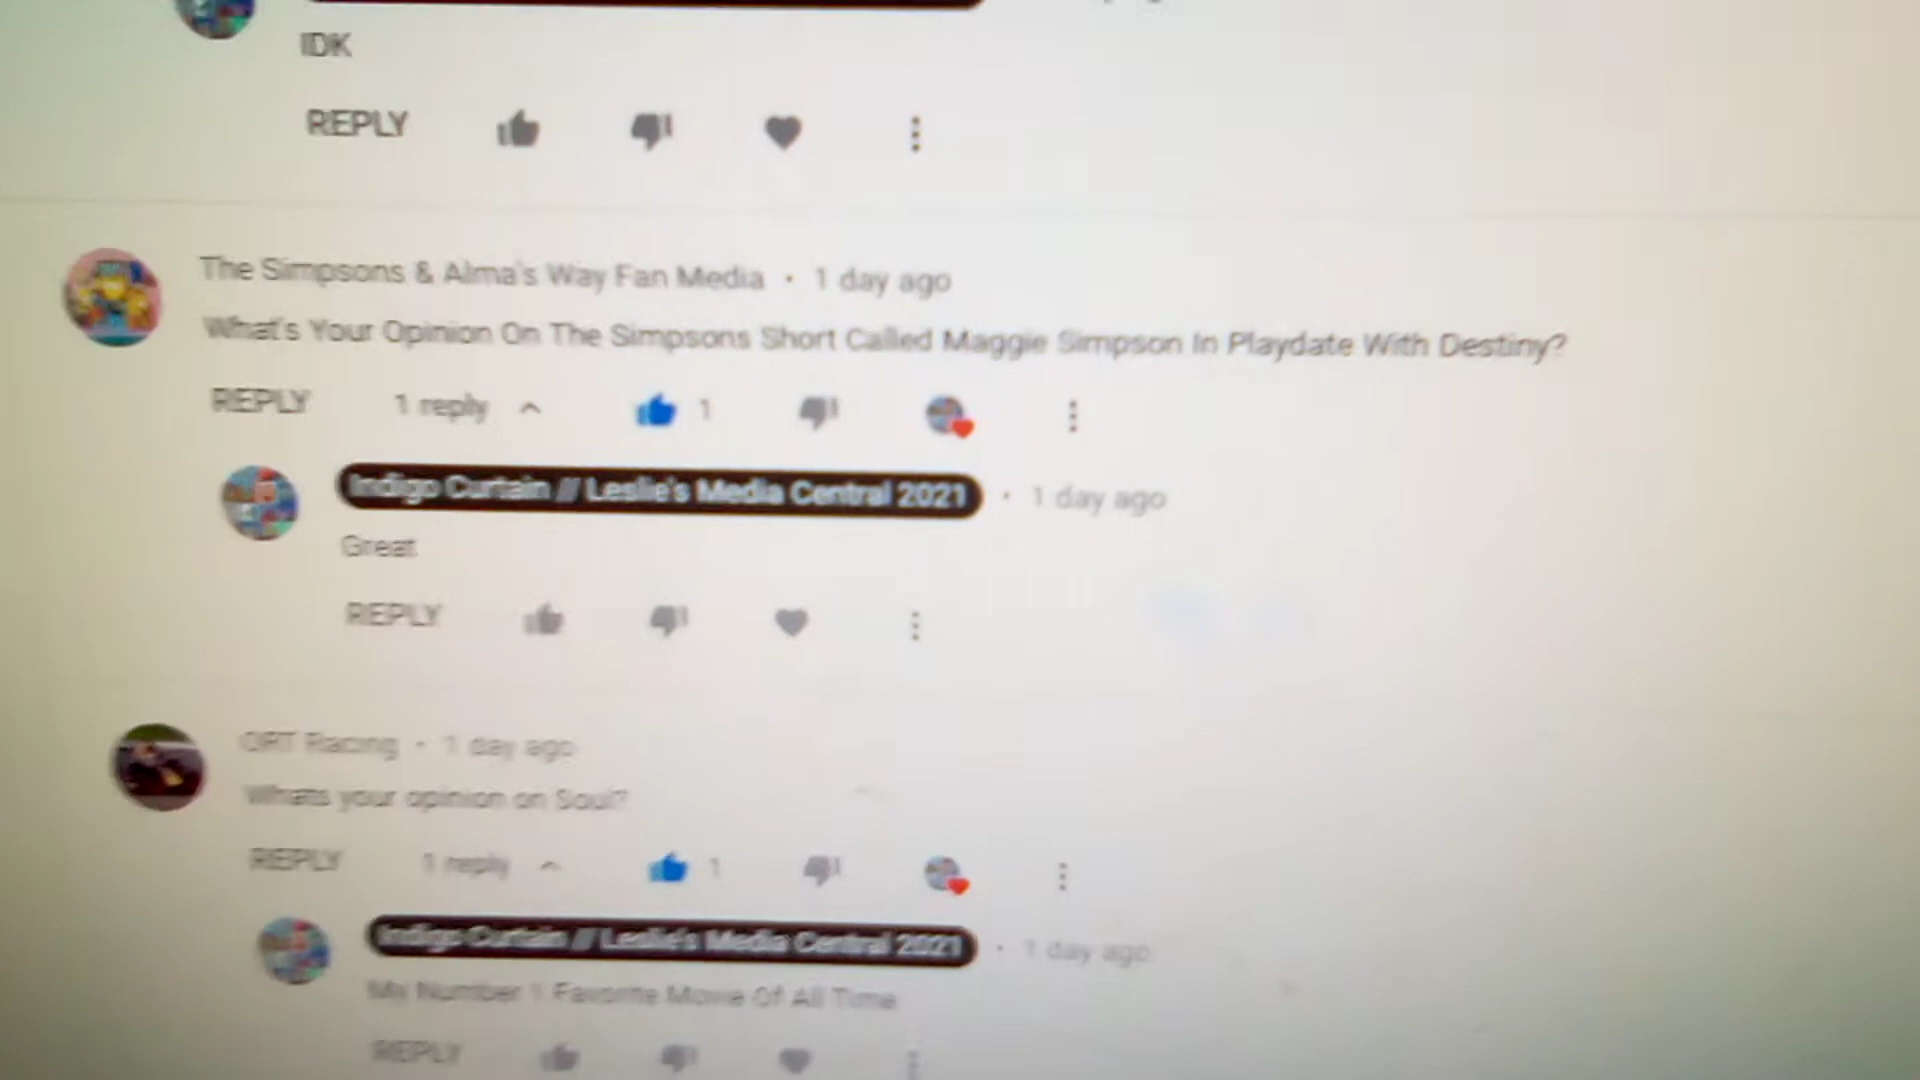 IDK
REPLY
The Simpsons & Alma's Way Fan Media · 1 day ago
What's Your Opinion On The Simpsons Short Called Maggie Simpson In Playdate With Destiny?
REPLY 1 reply 1
Indigo Curtain // Leslie's Media Central 2021 · 1 day ago
Great
REPLY
Racing · 1 day ago
Whats your opinion on Soul?
REPLY 1 reply 1
Indigo Curtain // Leslie's Media Central 2021 · 1 day ago
My Number 1 Favorite Movie Of All Time
REPLY